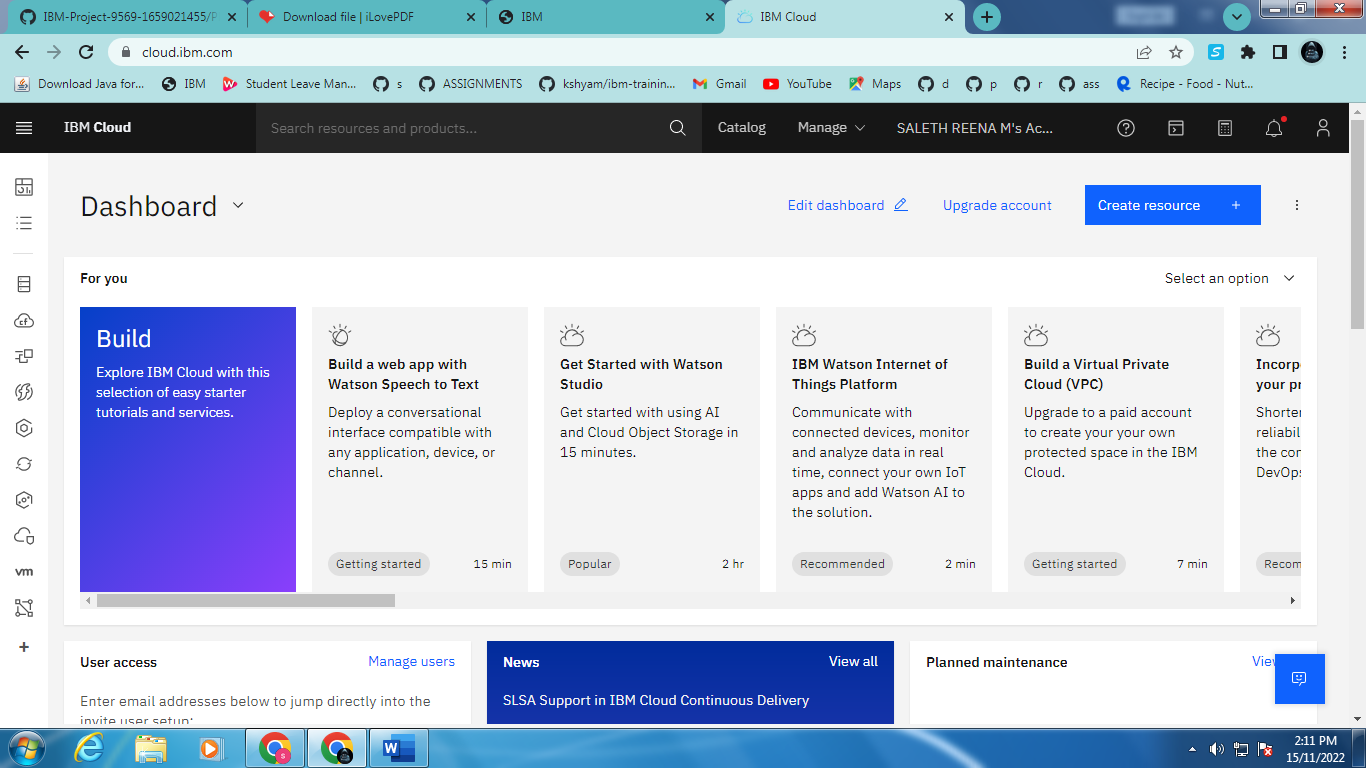 IBM-Project-9569-1659021455/P
Download file | iLovePDF
IBM
IBM Cloud
cloud.ibm.com
Download Java for...
IBM
Student Leave Man...
s
ASSIGNMENTS
kshyam/ibm-trainin...
Gmail
YouTube
Maps
d
p
r
ass
Recipe - Food - Nut...
IBM Cloud
Search resources and products...
Catalog
Manage
SALETH REENA M's Ac...
Dashboard
Edit dashboard
Upgrade account
Create resource +
For you
Select an option
Build
Explore IBM Cloud with this
selection of easy starter
tutorials and services.
Build a web app with
Watson Speech to Text
Deploy a conversational
interface compatible with
any application, device, or
channel.
Getting started 15 min
Get Started with Watson
Studio
Get started with using AI
and Cloud Object Storage in
15 minutes.
Popular 2 hr
IBM Watson Internet of
Things Platform
Communicate with
connected devices, monitor
and analyze data in real
time, connect your own IoT
apps and add Watson AI to
the solution.
Recommended 2 min
Build a Virtual Private
Cloud (VPC)
Upgrade to a paid account
to create your your own
protected space in the IBM
Cloud.
Getting started 7 min
Incorp
your pr
Shorter
reliabil
the con
DevOps
Recom
vm
User access
Manage users
Enter email addresses below to jump directly into the
invite user setup:
News
View all
SLSA Support in IBM Cloud Continuous Delivery
Planned maintenance
View
2:11 PM
15/11/2022